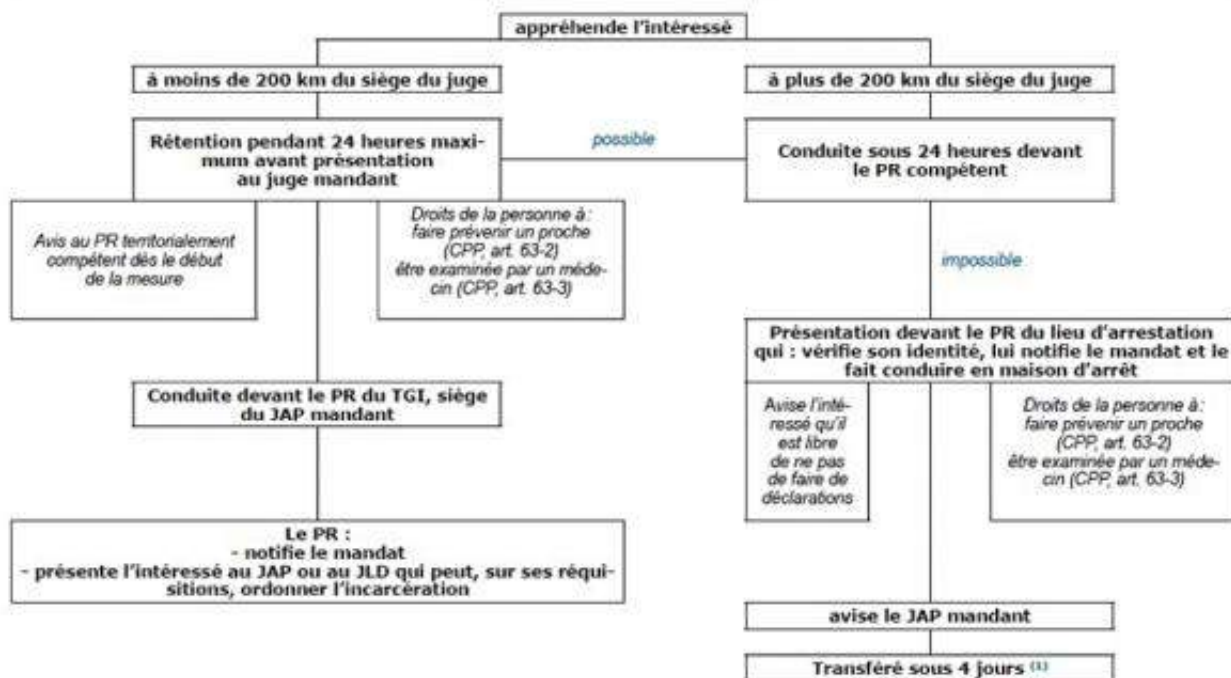 appréhende l'intéressé
à moins de 200 km du siège du juge
à plus de 200 km du siège du juge
Rétention pendant 24 heures maxi-
mum avant présentation
au juge mandant
possible
Conduite sous 24 heures devant
le PR compétent
Avis au PR territorialement
compétent dès le début
de la mesure
Droits de la personne à :
faire prévenir un proche
(CPP, art. 63-2)
être examinée par un méde-
cin (CPP, art. 63-3)
impossible
Présentation devant le PR du lieu d'arrestation
qui : vérifie son identité, lui notifie le mandat et le
fait conduire en maison d'arrêt
Conduite devant le PR du TGI, siège
du JAP mandant
Avise l'inté-
ressé qu'il
est libre
de ne pas
de faire de
déclarations
Droits de la personne à :
faire prévenir un proche
(CPP, art. 63-2)
être examinée par un méde-
cin (CPP, art. 63-3)
Le PR :
- notifie le mandat
- présente l'intéressé au JAP ou au JLD qui peut, sur ses réqui-
sitions, ordonner l'incarcération
avise le JAP mandant
Transféré sous 4 jours (1)